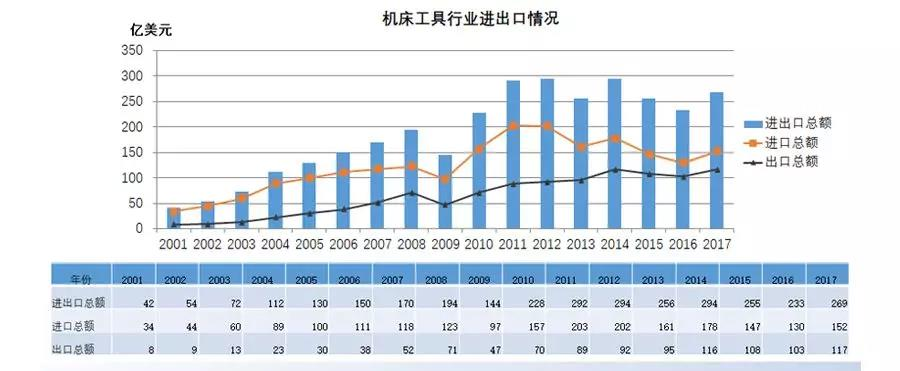 机床工具行业进出口情况
亿美元
350
300
250
200
150
100
50
0
2001 2002 2003 2004 2005 2006 2007 2008 2009 2010 2011 2012 2013 2014 2015 2016 2017
进出口总额
进口总额
出口总额
年份 2001 2002 2003 2004 2005 2006 2007 2008 2009 2010 2011 2012 2013 2014 2015 2016 2017
进出口总额 42 54 72 112 130 150 170 194 144 228 292 294 256 294 255 233 269
进口总额 34 44 60 89 100 111 118 123 97 157 203 202 161 178 147 130 152
出口总额 8 9 13 23 30 38 52 71 47 70 89 92 95 116 108 103 117